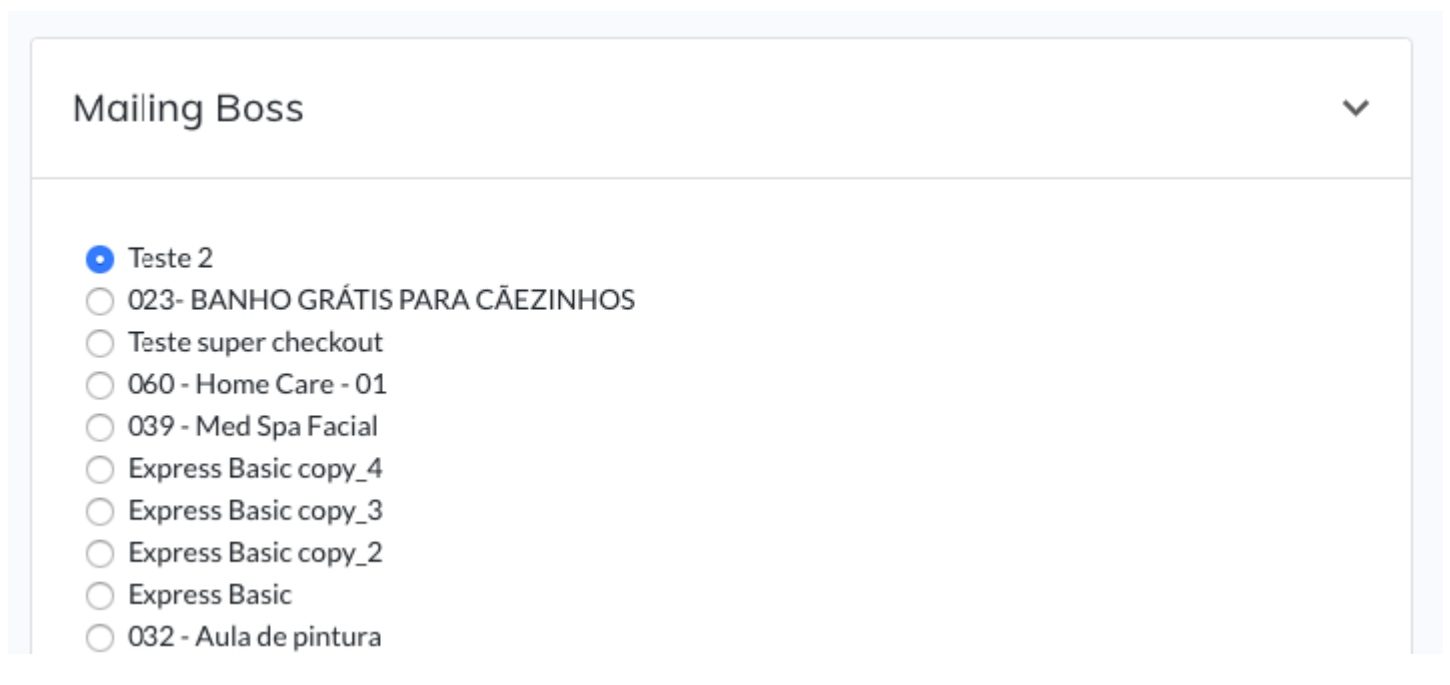 Mailing Boss
Teste 2
023- BANHO GRÁTIS PARA CÃEZINHOS
Teste super checkout
060 - Home Care - 01
039 - Med Spa Facial
Express Basic copy_4
Express Basic copy_3
Express Basic copy_2
Express Basic
032 - Aula de pintura